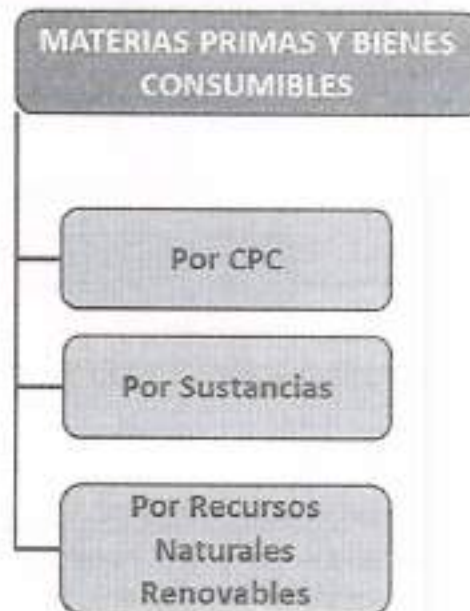 MATERIAS PRIMAS Y BIENES
CONSUMIBLES
Por CPC
Por Sustancias
Por Recursos
Naturales
Renovables